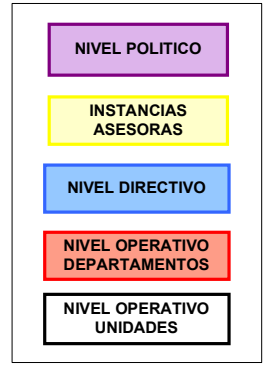 NIVEL POLITICO
INSTANCIAS
ASESORAS
NIVEL DIRECTIVO
NIVEL OPERATIVO
DEPARTAMENTOS
NIVEL OPERATIVO
UNIDADES